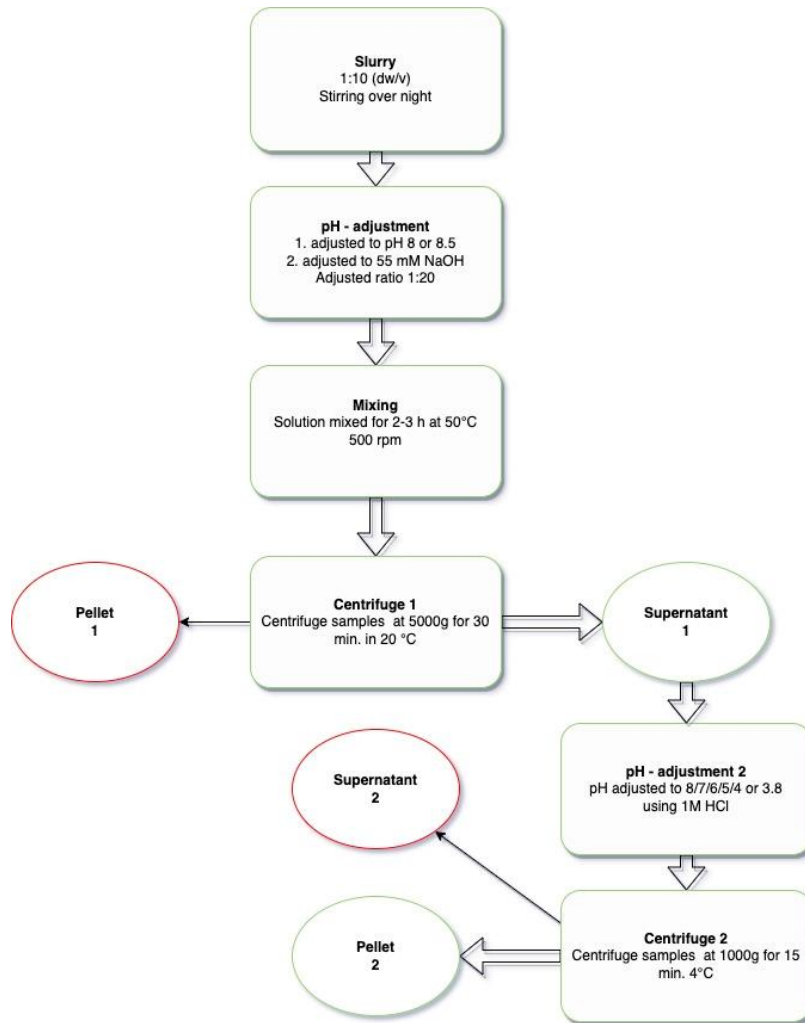 Slurry
1:10 (dw/v)
Stirring over night
pH - adjustment
1. adjusted to pH 8 or 8.5
2. adjusted to 55 mM NaOH
Adjusted ratio 1:20
Mixing
Solution mixed for 2-3 h at 50°C
500 rpm
Centrifuge 1
Centrifuge samples at 5000g for 30
min. in 20 °C
Pellet
1
Supernatant
1
pH - adjustment 2
pH adjusted to 8/7/6/5/4 or 3.8
using 1M HCl
Supernatant
2
Centrifuge 2
Centrifuge samples at 1000g for 15
min. 4°C
Pellet
2